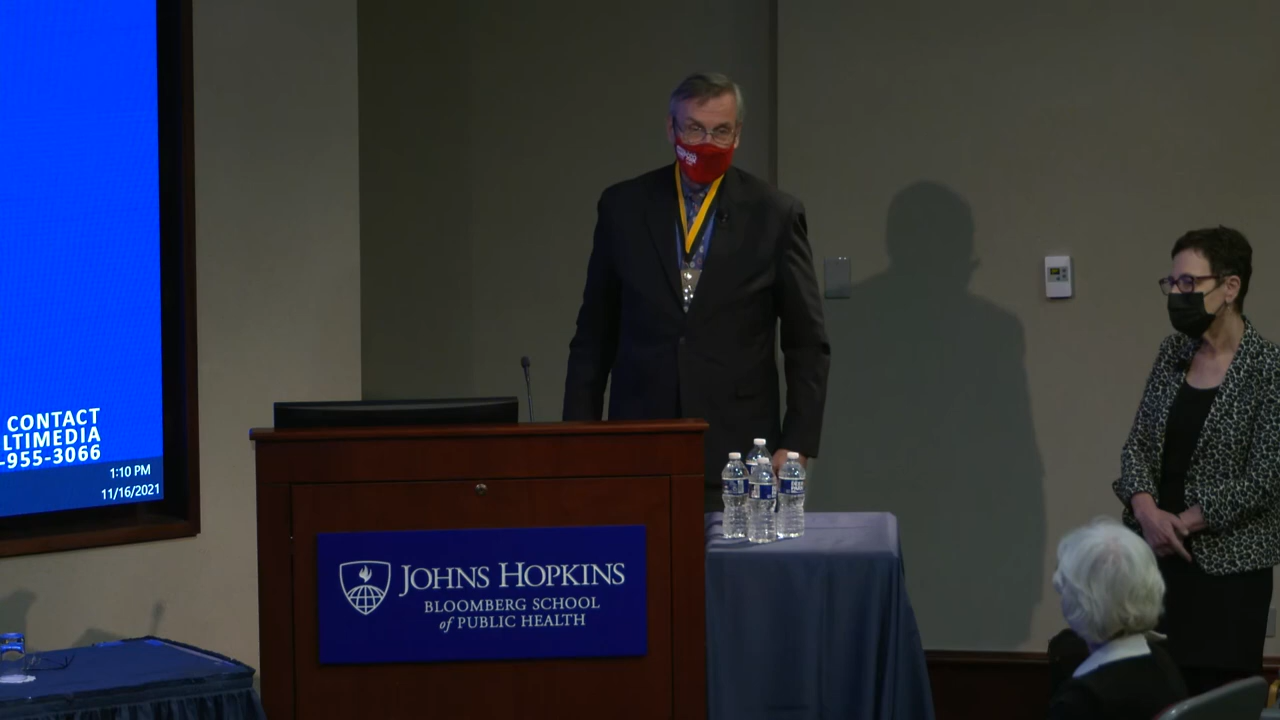 CONTACT
LTIMEDIA
-955-3066
1:10 PM
11/16/2021
JOHNS HOPKINS
BLOOMBERG SCHOOL
of PUBLIC HEALTH